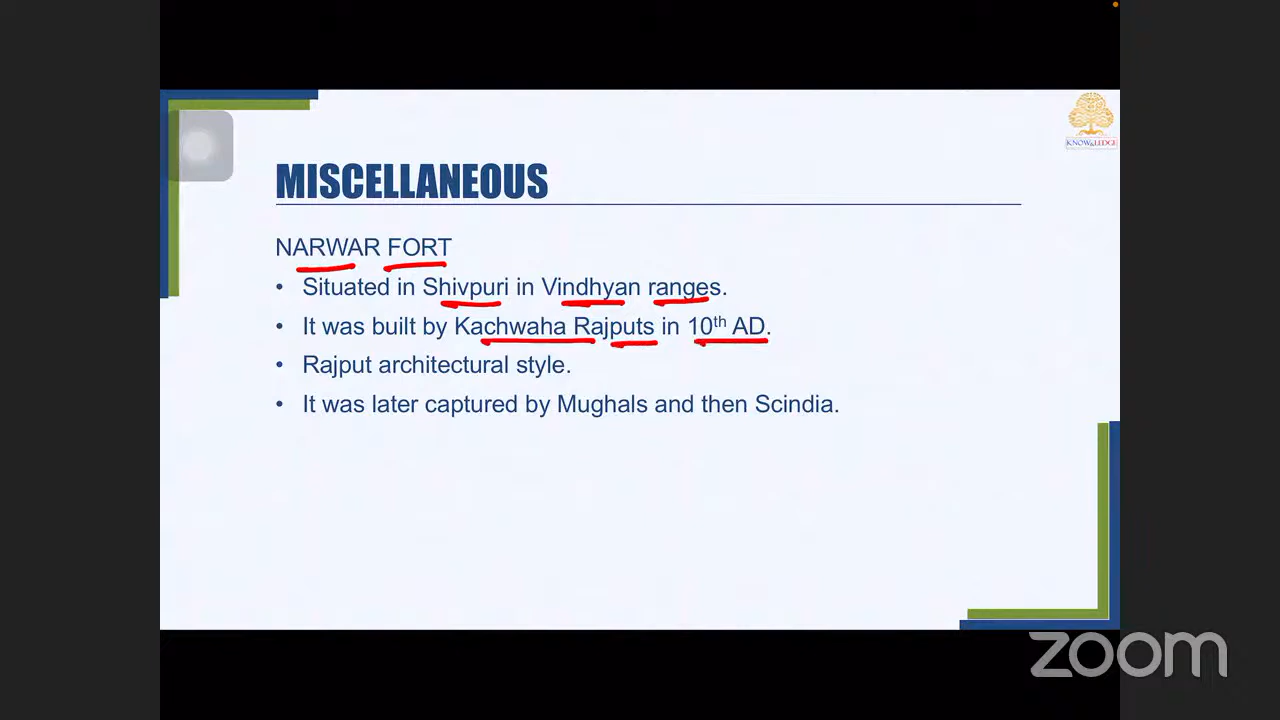 KNOWLEDGE
MISCELLANEOUS
NARWAR FORT
• Situated in Shivpuri in Vindhyan ranges.
• It was built by Kachwaha Rajputs in 10th AD.
• Rajput architectural style.
• It was later captured by Mughals and then Scindia.
zoom